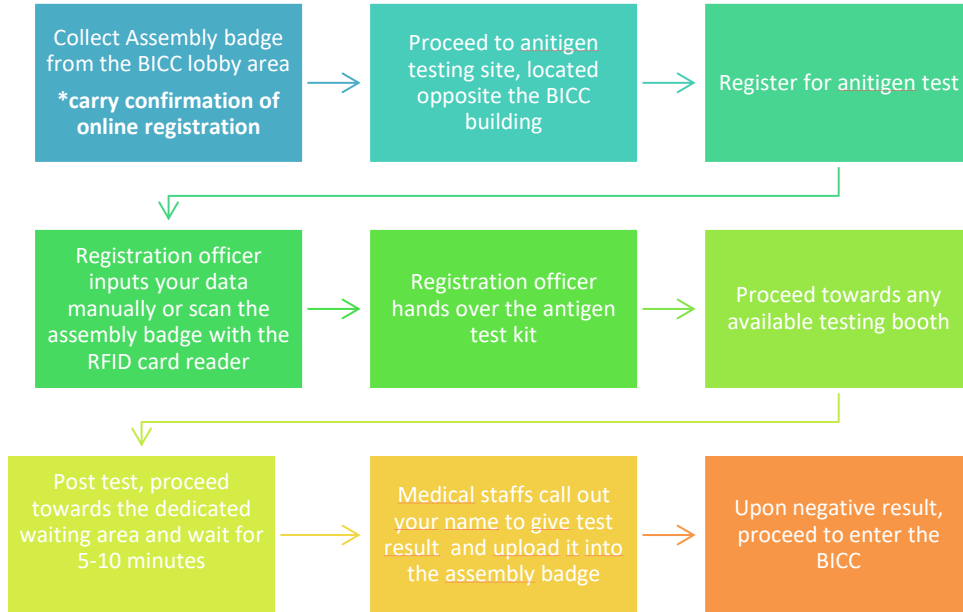 Collect Assembly badge
from the BICC lobby area
*carry confirmation of
online registration
Proceed to anitigen
testing site, located
opposite the BICC
building
Register for anitigen test
Registration officer
inputs your data
manually or scan the
assembly badge with the
RFID card reader
Registration officer
hands over the antigen
test kit
Proceed towards any
available testing booth
Post test, proceed
towards the dedicated
waiting area and wait for
5-10 minutes
Medical staffs call out
your name to give test
result and upload it into
the assembly badge
Upon negative result,
proceed to enter the
BICC